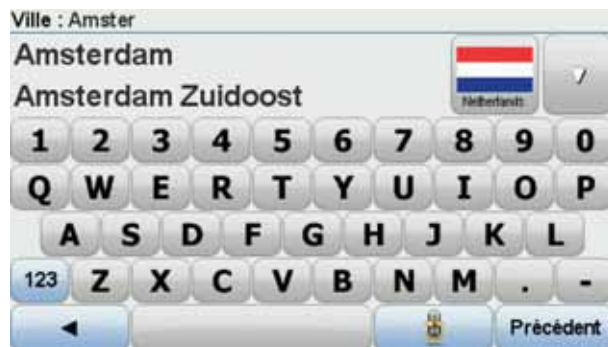 Ville : Amster
Amsterdam
Netherlands
Amsterdam Zuidoost
1 2 3 4 5 6 7 8 9 0
Q W E R T Y U I O P
A S D F G H J K L
123 Z X C V B N M . -
Précédent